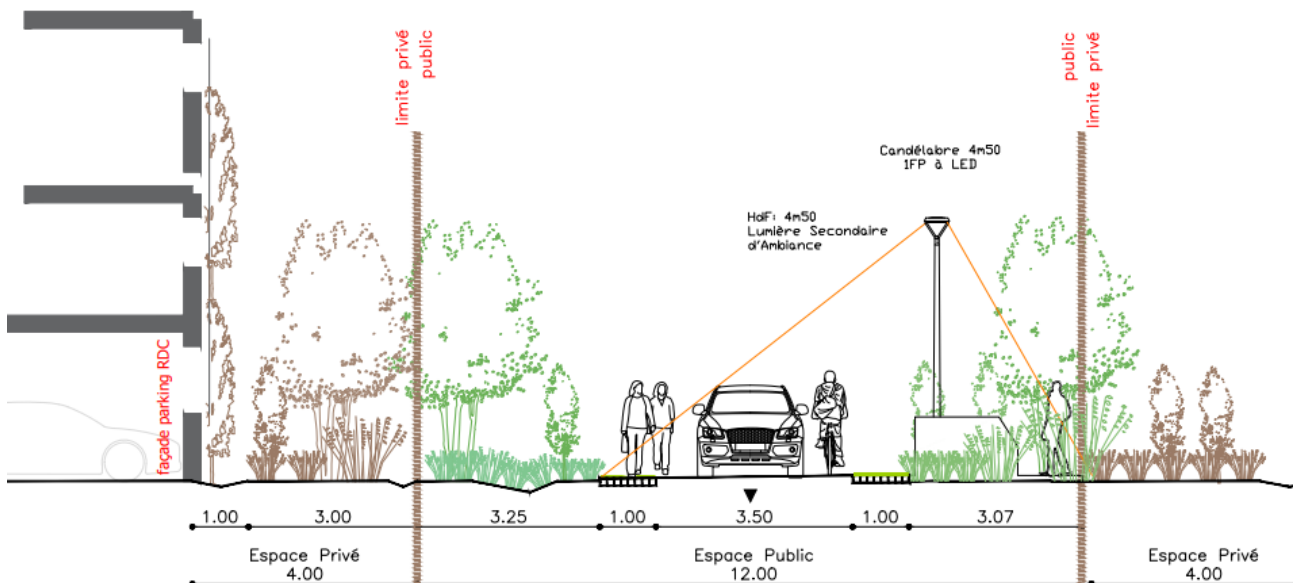 limite privé
public
public
limite privé
Candélabre 4m50
1FP à LED
HdF: 4m50
Lumière Secondaire
d'Ambiance
façade parking RDC
1.00
3.00
3.25
1.00
3.50
1.00
3.07
Espace Privé
4.00
Espace Public
12.00
Espace Privé
4.00